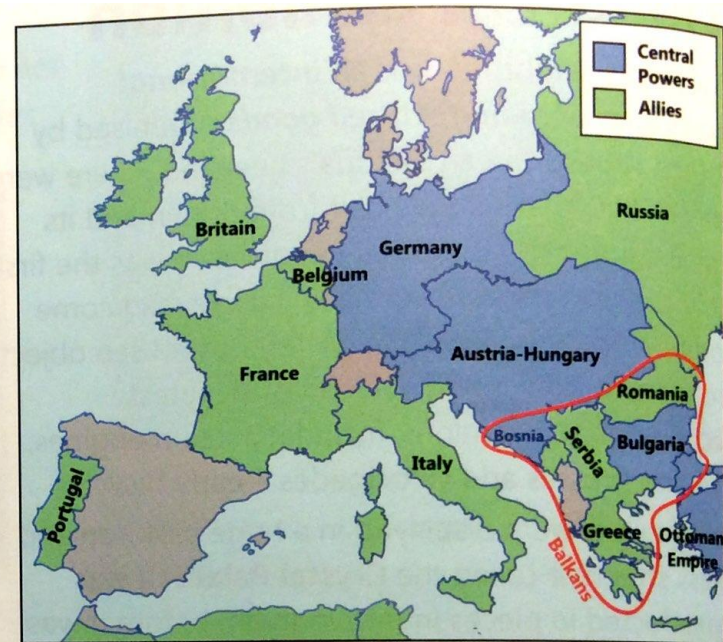 Central
Powers
Allies
Russia
Britain
Germany
Belgium
Austria-Hungary
France
Romania
Bosnia
Serbia
Bulgaria
Italy
Portugal
Greece
Ottoman
Empire
Balkans